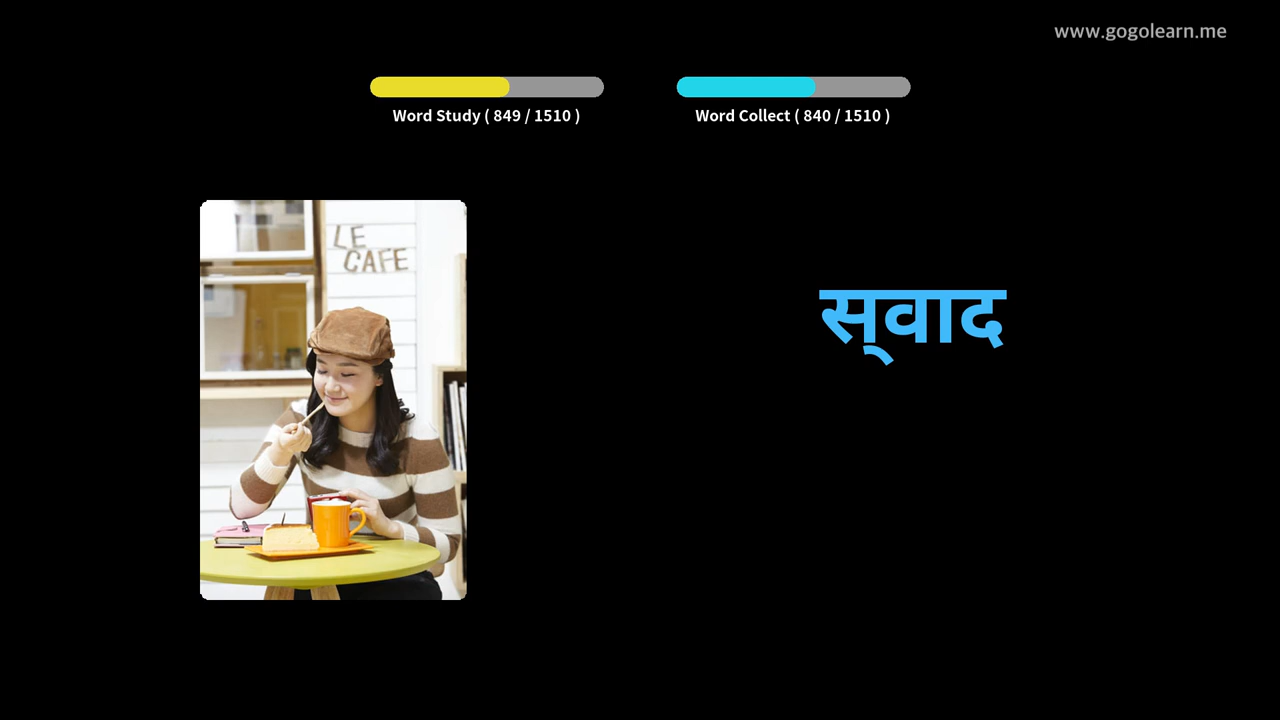 www.gogolearn.me
Word Study ( 849 / 1510 )
Word Collect ( 840 / 1510 )
LE
CAFE
स्‌वाद